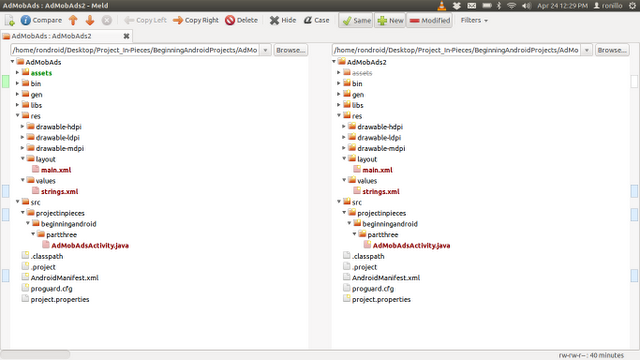 AdMobAds : AdMobAds2 - Meld
Apr 24 12:29 PM
ronillo
Compare
Copy Left
Copy Right
Delete
Hide
Case
Same
New
Modified
Filters
AdMobAds : AdMobAds2
/home/rondroid/Desktop/Project_In-Pieces/BeginningAndroidProjects/AdMo
Browse...
/home/rondroid/Desktop/Project_In-Pieces/BeginningAndroidProjects/AdMo
Browse...
AdMobAds
assets
bin
gen
libs
res
drawable-hdpi
drawable-ldpi
drawable-mdpi
layout
main.xml
values
strings.xml
src
projectinpieces
beginningandroid
partthree
AdMobAdsActivity.java
.classpath
.project
AndroidManifest.xml
proguard.cfg
project.properties
AdMobAds2
assets
bin
gen
libs
res
drawable-hdpi
drawable-ldpi
drawable-mdpi
layout
main.xml
values
strings.xml
src
projectinpieces
beginningandroid
partthree
AdMobAdsActivity.java
.classpath
.project
AndroidManifest.xml
proguard.cfg
project.properties
rw-rw-r-- : 40 minutes